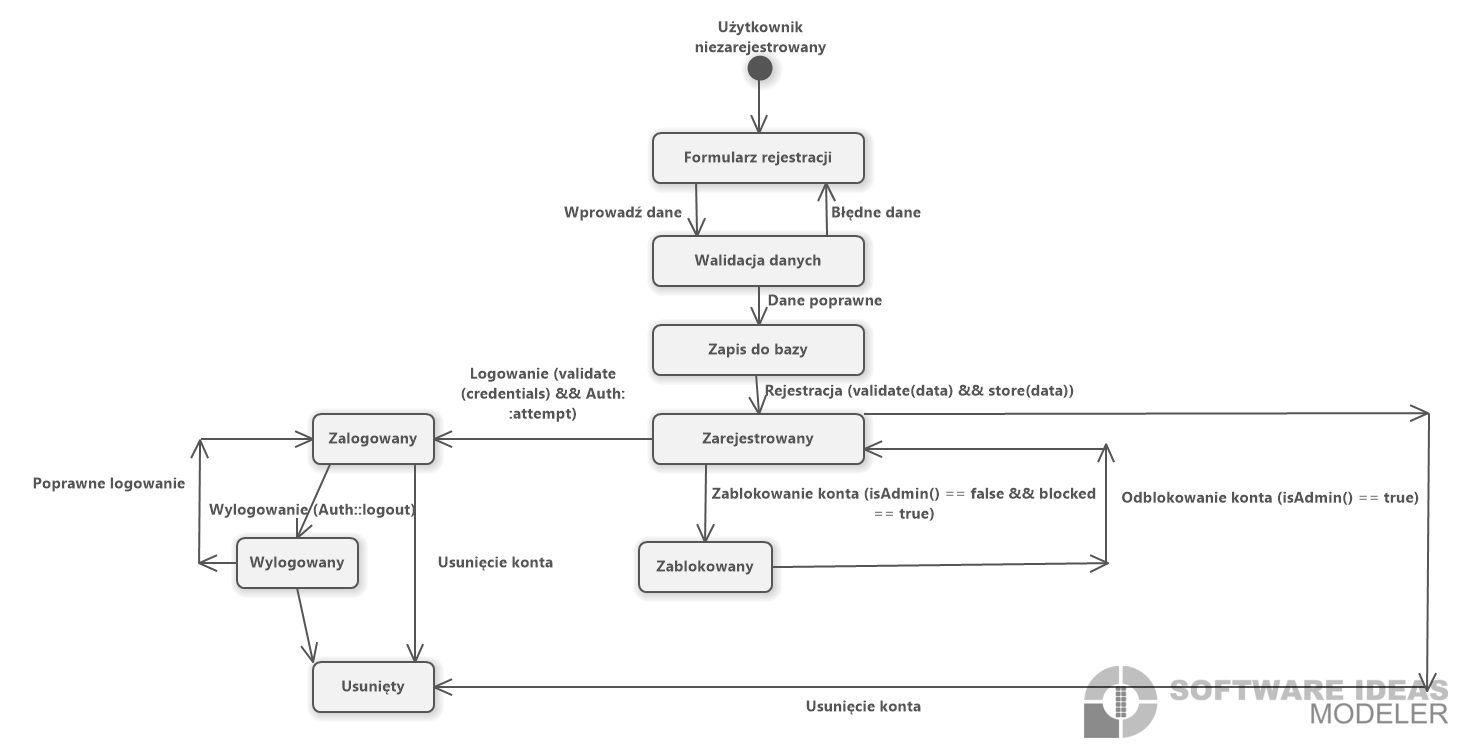 Użytkownik
niezarejestrowany
Formularz rejestracji
Wprowadź dane
Błędne dane
Walidacja danych
Dane poprawne
Zapis do bazy
Logowanie (validate
(credentials) && Auth:
:attempt)
Rejestracja (validate(data) && store(data))
Zalogowany
Zarejestrowany
Poprawne logowanie
Zablokowanie konta (isAdmin() == false && blocked
== true)
Odblokowanie konta (isAdmin() == true)
Wylogowanie (Auth::logout)
Wylogowany
Usunięcie konta
Zablokowany
Usunięty
Usunięcie konta
SOFTWARE IDEAS
MODELER